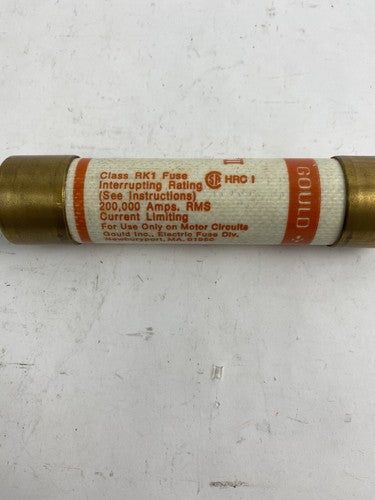 Class RK1 Fuse
Interrupting Rating
(See Instructions)
200,000 Amps. RMS
Current Limiting
For Use Only on Motor Circuits
Gould Inc., Electric Fuse Div.
Newburyport, MA. 01950
HRC I
GOULD